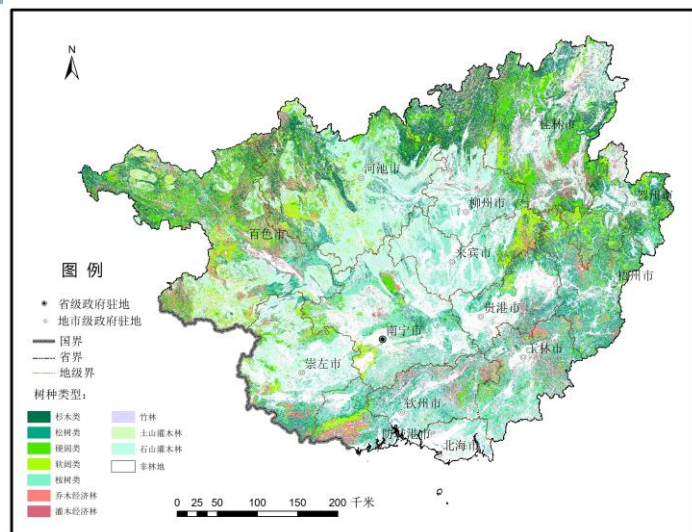 N
桂林市
河池市
贺州市
柳州市
百色市
来宾市
梧州市
贵港市
南宁市
玉林市
崇左市
钦州市
防城港市
北海市
图 例
省级政府驻地
地市级政府驻地
国界
省界
地级界
树种类型：
杉木类
松树类
硬阔类
软阔类
桉树类
乔木经济林
灌木经济林
竹林
土山灌木林
石山灌木林
非林地
0 25 50 100 150 200 千米